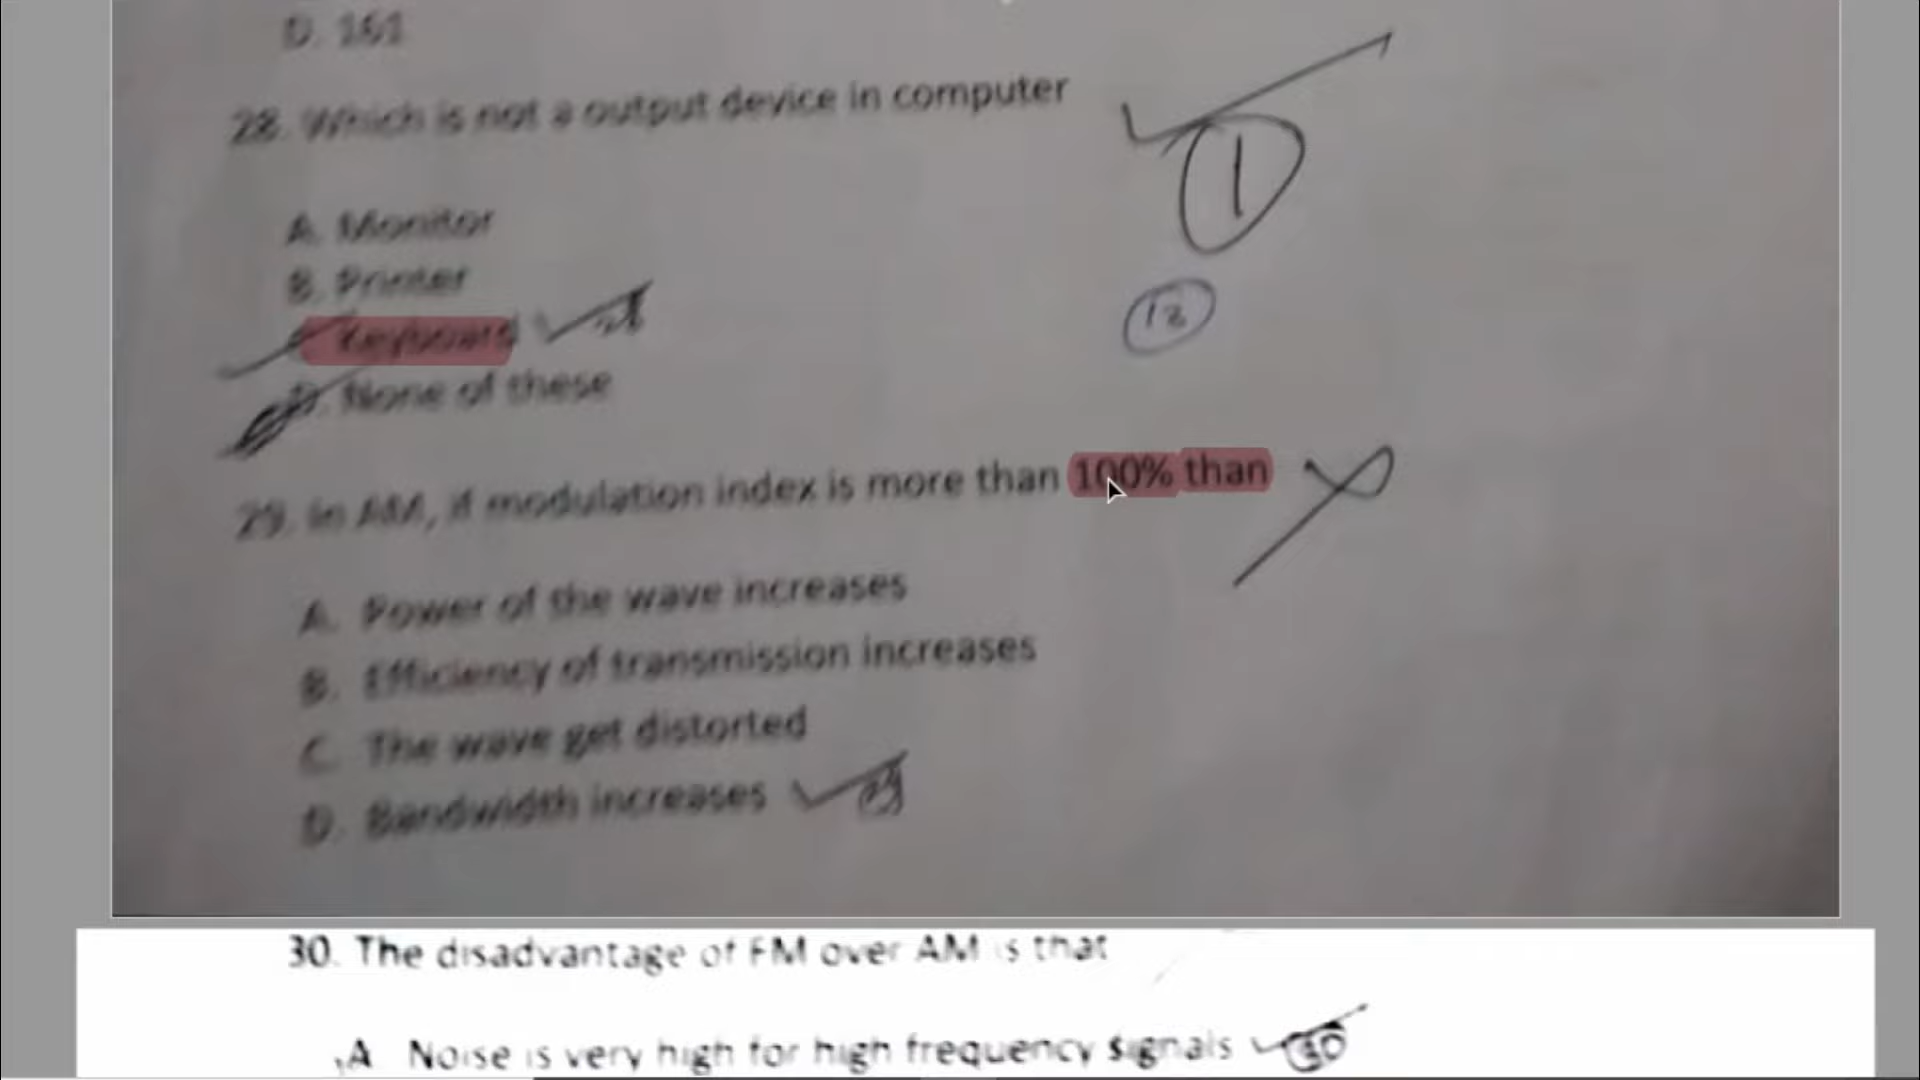 D. 161
28. Which is not a output device in computer
1
A. Monitor
B. Printer
12
Keyboard
D. None of these
29. In AM, if modulation index is more than 100% than
A. Power of the wave increases
B. Efficiency of transmission increases
C. The wave get distorted
D. Bandwidth increases
30. The disadvantage of FM over AM is that
A Noise is very high for high frequency signals 30